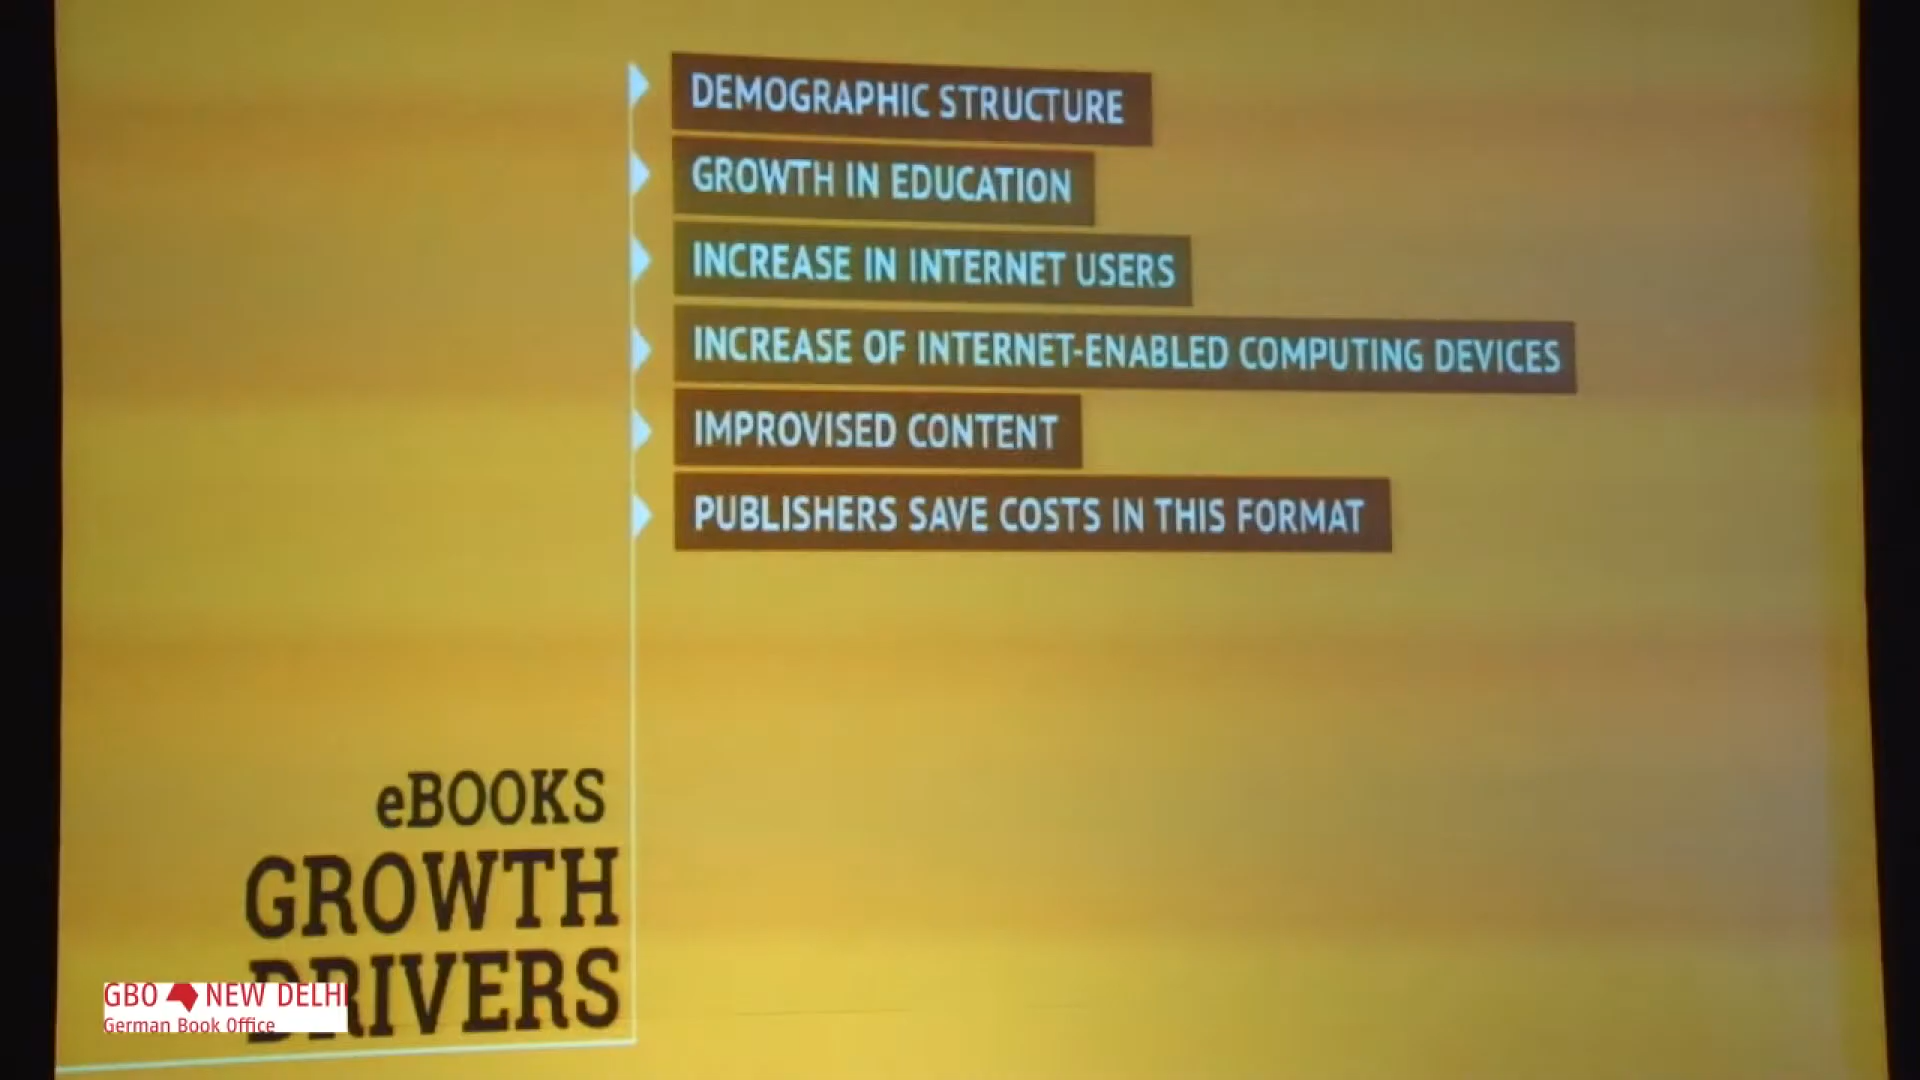 DEMOGRAPHIC STRUCTURE
GROWTH IN EDUCATION
INCREASE IN INTERNET USERS
INCREASE OF INTERNET-ENABLED COMPUTING DEVICES
IMPROVISED CONTENT
PUBLISHERS SAVE COSTS IN THIS FORMAT
eBOOKS
GROWTH
DRIVERS
GBO NEW DELHI
German Book Office